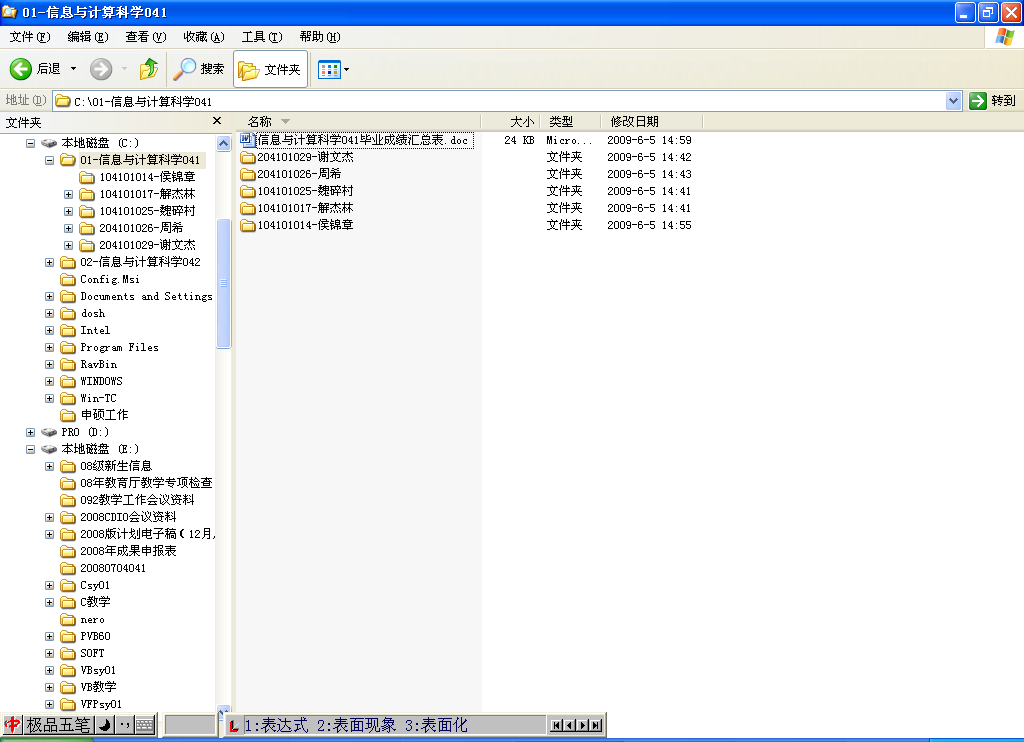 01-信息与计算科学041
文件(F) 编辑(E) 查看(V) 收藏(A) 工具(T) 帮助(H)
后退 搜索 文件夹
地址(D) C:\01-信息与计算科学041 转到
文件夹
本地磁盘 (C:)
01-信息与计算科学041
104101014-侯锦章
104101017-解杰林
104101025-魏碎村
204101026-周希
204101029-谢文杰
02-信息与计算科学042
Config.Msi
Documents and Settings
dosh
Intel
Program Files
RavBin
WINDOWS
Win-TC
申硕工作
PRO (D:)
本地磁盘 (E:)
08级新生信息
08年教育厅教学专项检查
092教学工作会议资料
2008CDIO会议资料
2008版计划电子稿(12月,
2008年成果申报表
20080704041
Csy01
C教学
nero
PVB60
SOFT
VBsy01
VB教学
VFPsy01
名称 大小 类型 修改日期
信息与计算科学041毕业成绩汇总表.doc 24 KB Micro... 2009-6-5 14:59
204101029-谢文杰 文件夹 2009-6-5 14:42
204101026-周希 文件夹 2009-6-5 14:43
104101025-魏碎村 文件夹 2009-6-5 14:41
104101017-解杰林 文件夹 2009-6-5 14:41
104101014-侯锦章 文件夹 2009-6-5 14:55
中 极品五笔
1:表达式 2:表面现象 3:表面化